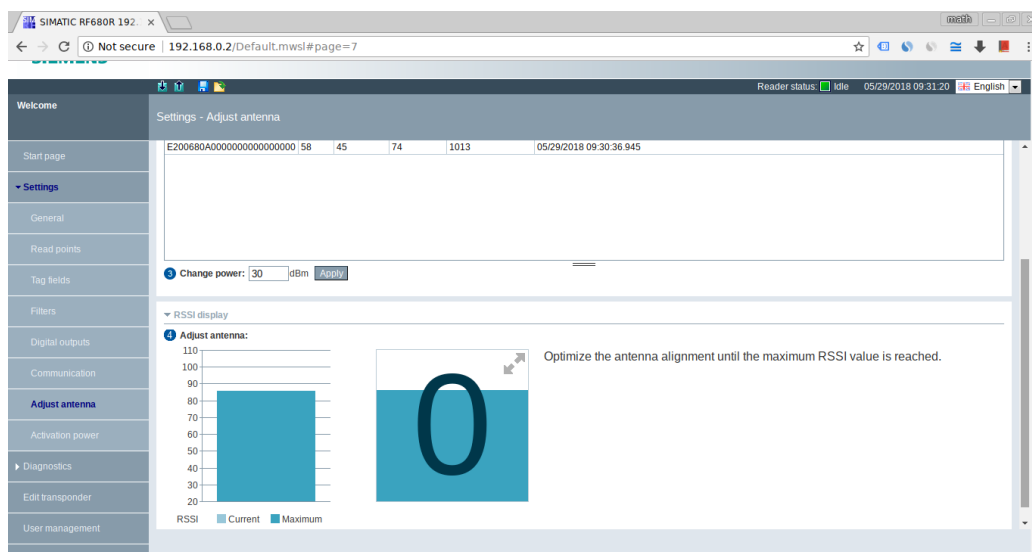 SIMATIC RF680R 192.
math
Not secure | 192.168.0.2/Default.mwsl#page=7
Reader status: Idle 05/29/2018 09:31:20 English
Welcome
Settings - Adjust antenna
Start page
Settings
General
Read points
Tag fields
Filters
Digital outputs
Communication
Adjust antenna
Activation power
Diagnostics
Edit transponder
User management
E200680A0000000000000000 58 45 74 1013 05/29/2018 09:30:36.945
3 Change power: 30 dBm Apply
RSSI display
4 Adjust antenna:
110
100
90
80
70
60
50
40
30
20
RSSI Current Maximum
0
Optimize the antenna alignment until the maximum RSSI value is reached.